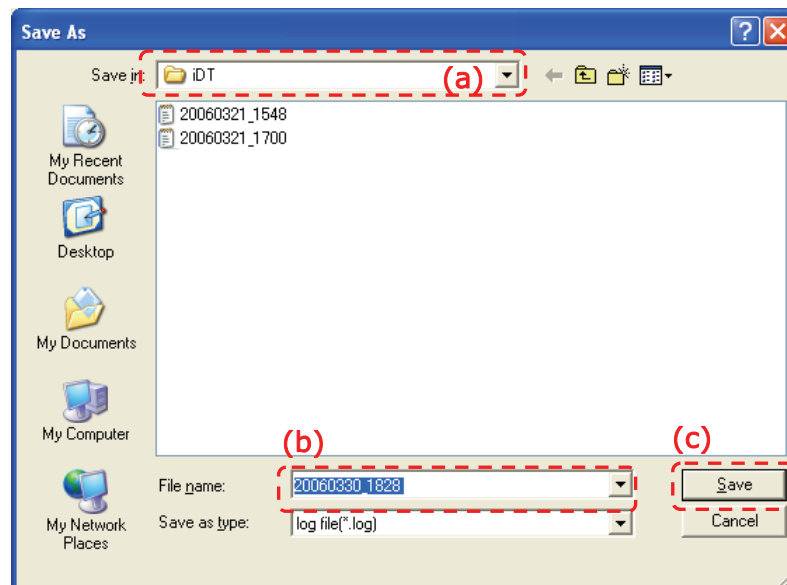 Save As
Save in: iDT (a)
20060321_1548
20060321_1700
My Recent
Documents
Desktop
My Documents
My Computer
My Network
Places
(b)
(c)
File name: 20060330_1828 Save
Save as type: log file(*.log) Cancel